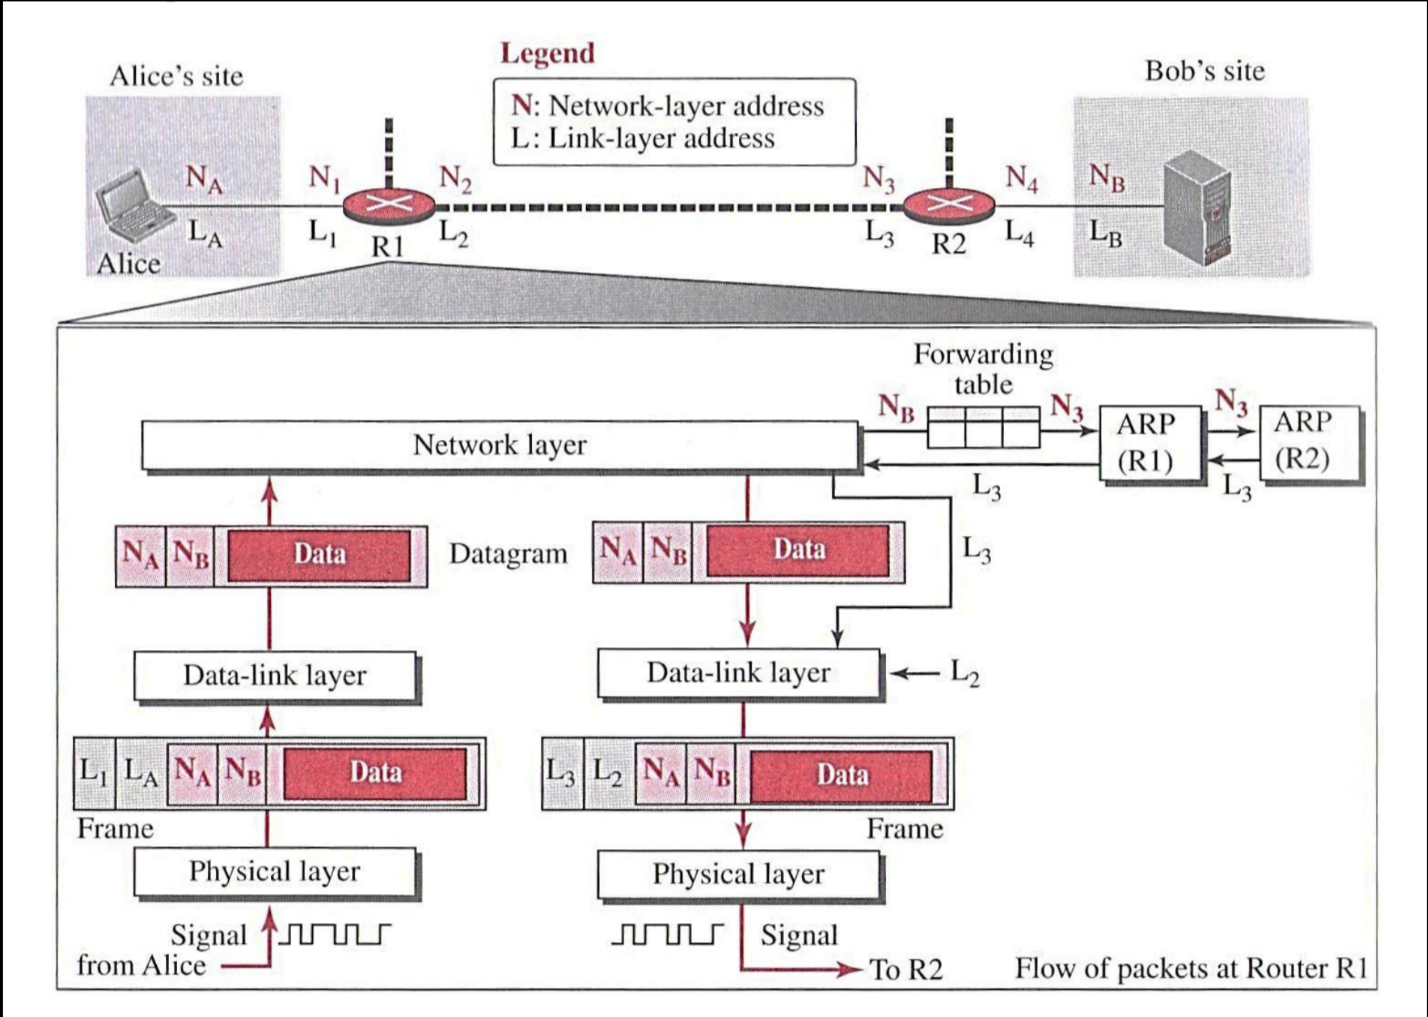 Legend
N: Network-layer address
L: Link-layer address
Alice's site
Bob's site
N_A
N_1
N_2
N_3
N_4
N_B
L_A
L_1
R1
L_2
L_3
R2
L_4
L_B
Alice
Forwarding
table
N_B
N_3
N_3
ARP
(R1)
ARP
(R2)
L_3
L_3
Network layer
N_A N_B Data
Datagram
N_A N_B Data
L_3
Data-link layer
Data-link layer
L_2
L_1 L_A N_A N_B Data
L_3 L_2 N_A N_B Data
Frame
Frame
Physical layer
Physical layer
Signal
from Alice
Signal
To R2
Flow of packets at Router R1